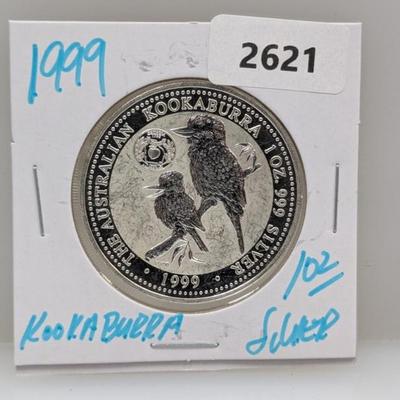 1999
2621
THE AUSTRALIAN KOOKABURRA 1 OZ. 999 SILVER
· 1999 ·
1oz
KOOKABURRA
Silver